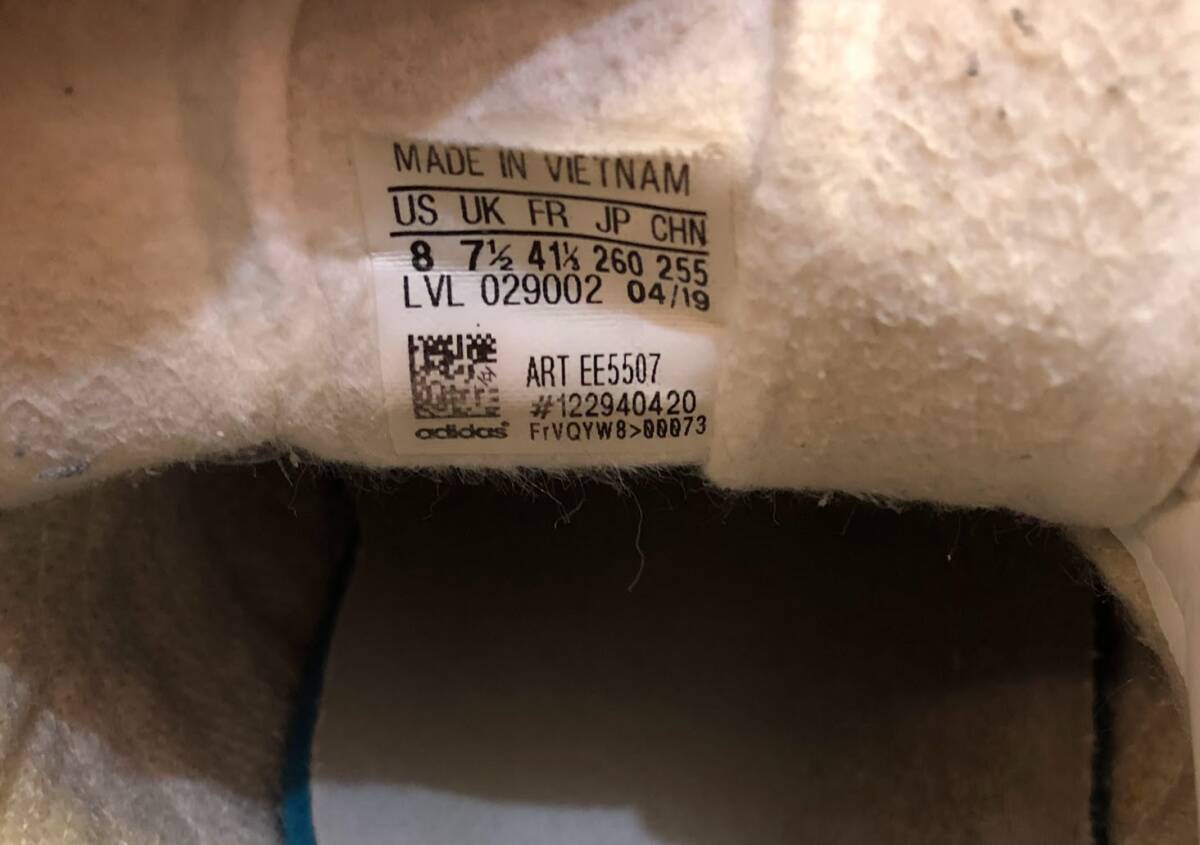 MADE IN VIETNAM
US UK FR JP CHN
8 7½ 41⅓ 260 255
LVL 029002 04/19
ART EE5507
#122940420
adidas® FrVQYW8>00073